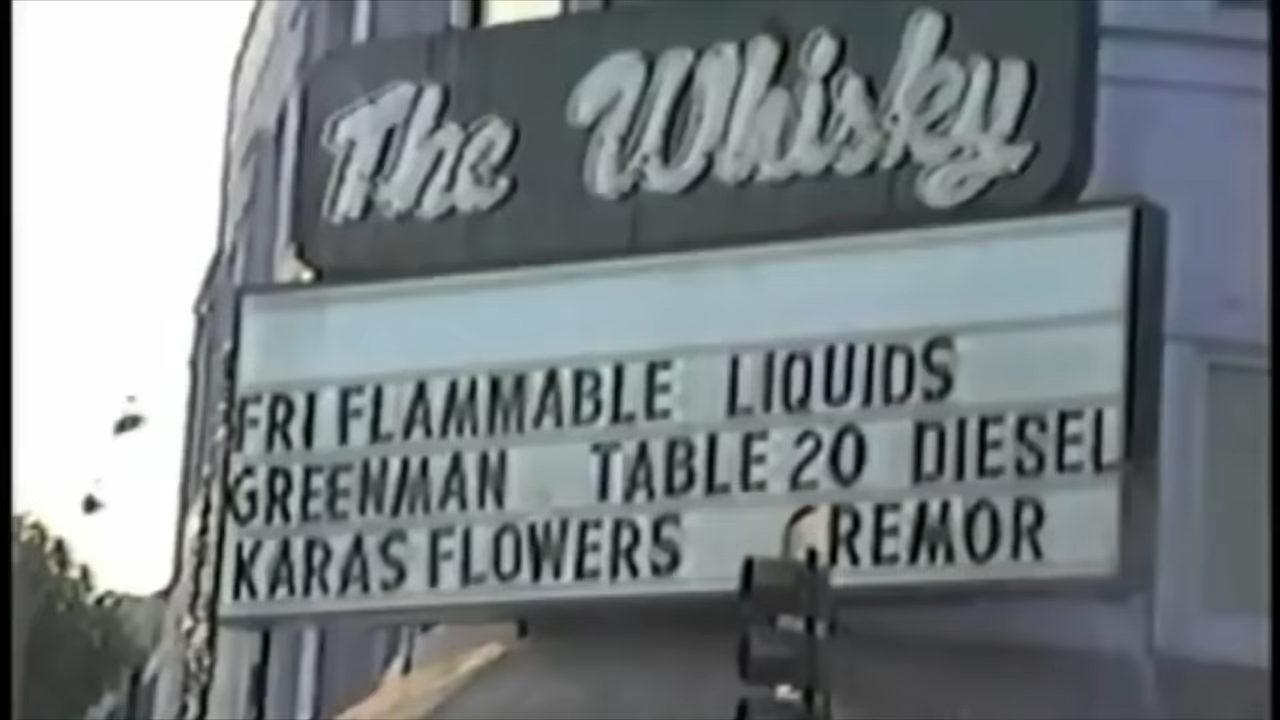 The Whisky
FRI FLAMMABLE LIQUIDS
GREENMAN TABLE 20 DIESEL
KARAS FLOWERS